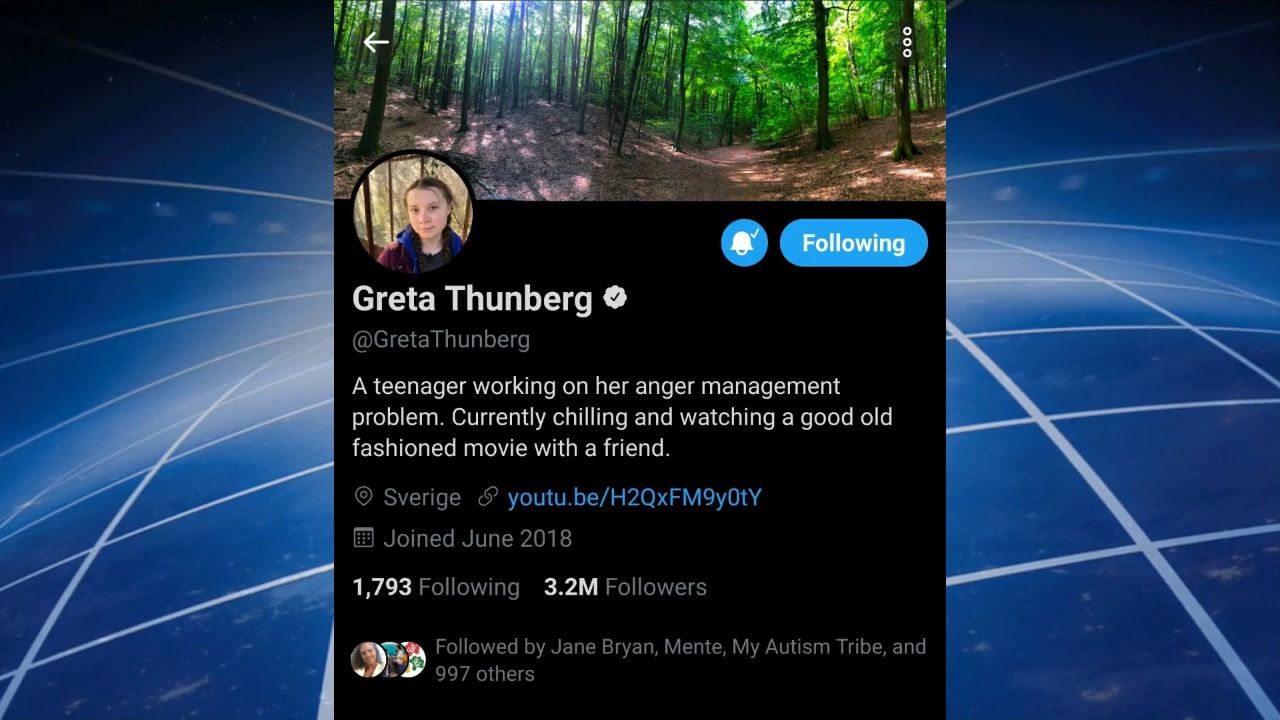 Following
Greta Thunberg
@GretaThunberg
A teenager working on her anger management
problem. Currently chilling and watching a good old
fashioned movie with a friend.
Sverige youtu.be/H2QxFM9y0tY
Joined June 2018
1,793 Following 3.2M Followers
Followed by Jane Bryan, Mente, My Autism Tribe, and
997 others